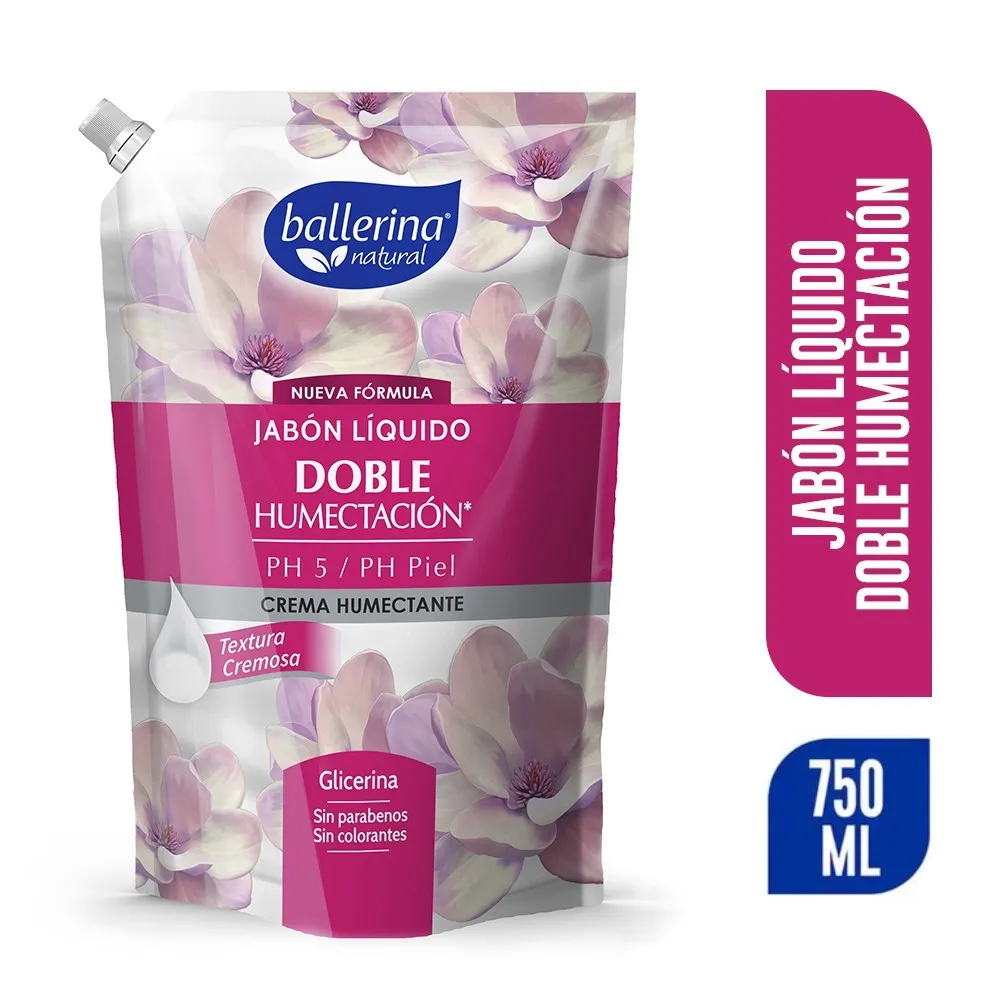 ballerina®
natural
NUEVA FÓRMULA
JABÓN LÍQUIDO
DOBLE
HUMECTACIÓN*
PH 5 / PH Piel
CREMA HUMECTANTE
Textura
Cremosa
Glicerina
Sin parabenos
Sin colorantes
JABÓN LÍQUIDO
DOBLE HUMECTACIÓN
750
ML